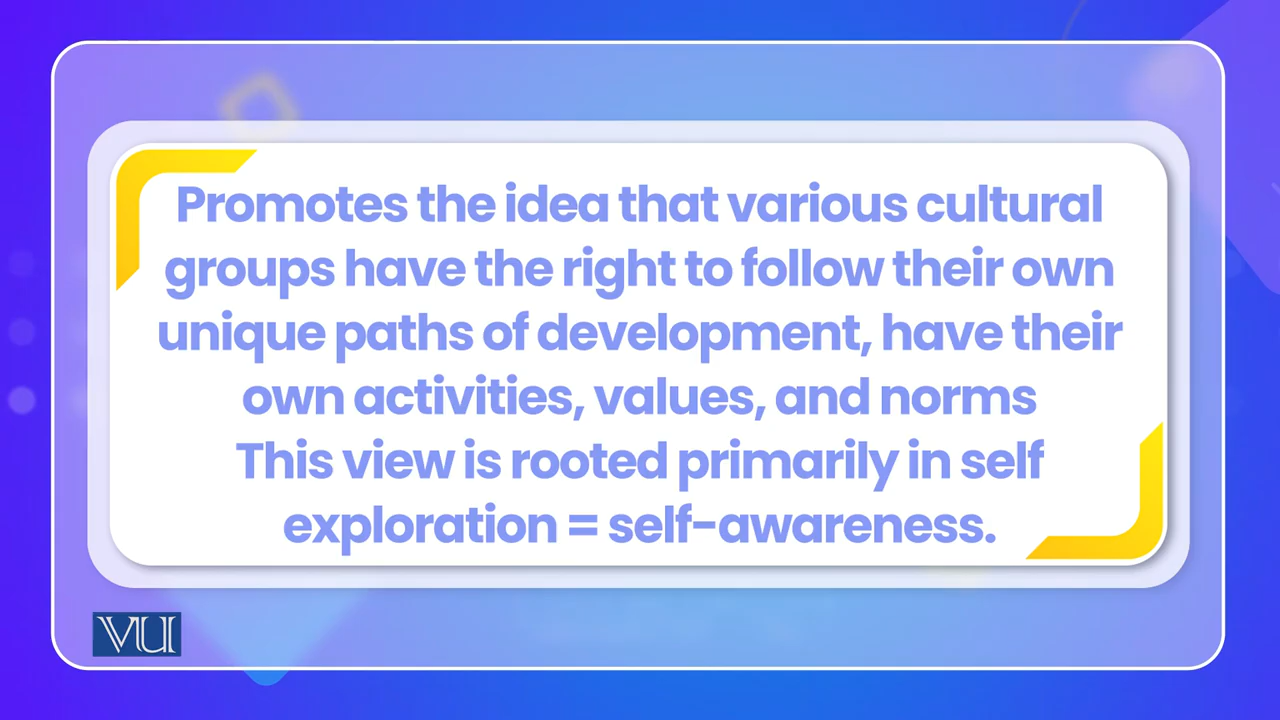 Promotes the idea that various cultural
groups have the right to follow their own
unique paths of development, have their
own activities, values, and norms
This view is rooted primarily in self
exploration = self-awareness.
VU